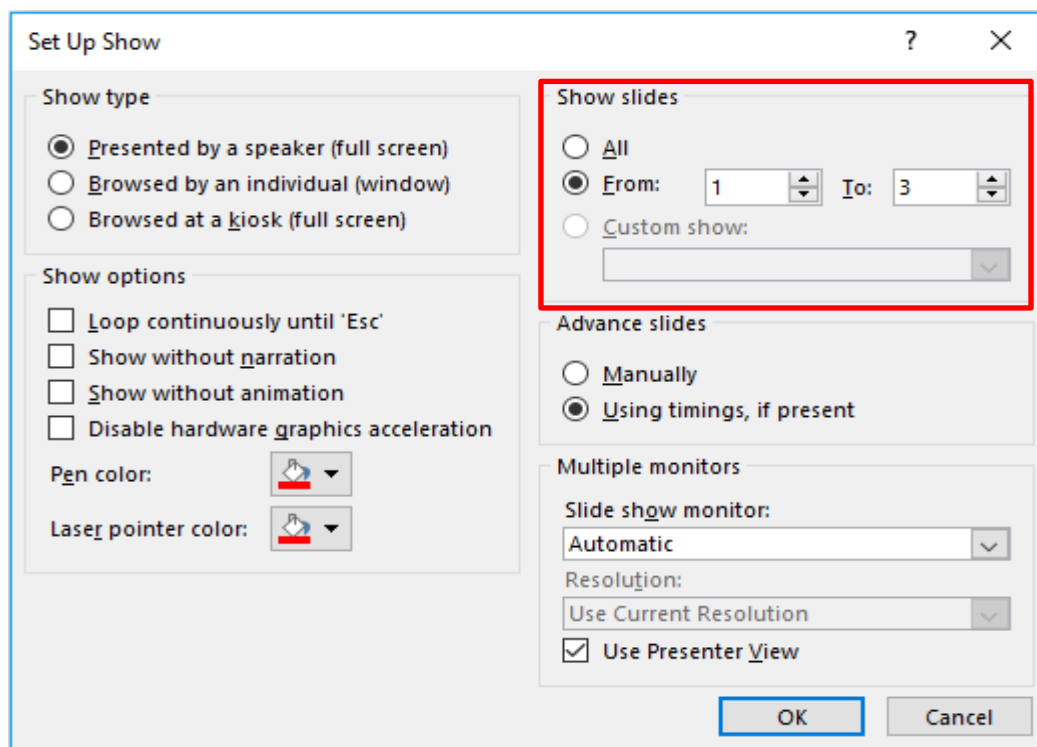 Set Up Show
?
Show type
Presented by a speaker (full screen)
Browsed by an individual (window)
Browsed at a kiosk (full screen)
Show options
Loop continuously until 'Esc'
Show without narration
Show without animation
Disable hardware graphics acceleration
Pen color:
Laser pointer color:
Show slides
All
From: 1 To: 3
Custom show:
Advance slides
Manually
Using timings, if present
Multiple monitors
Slide show monitor:
Automatic
Resolution:
Use Current Resolution
Use Presenter View
OK Cancel